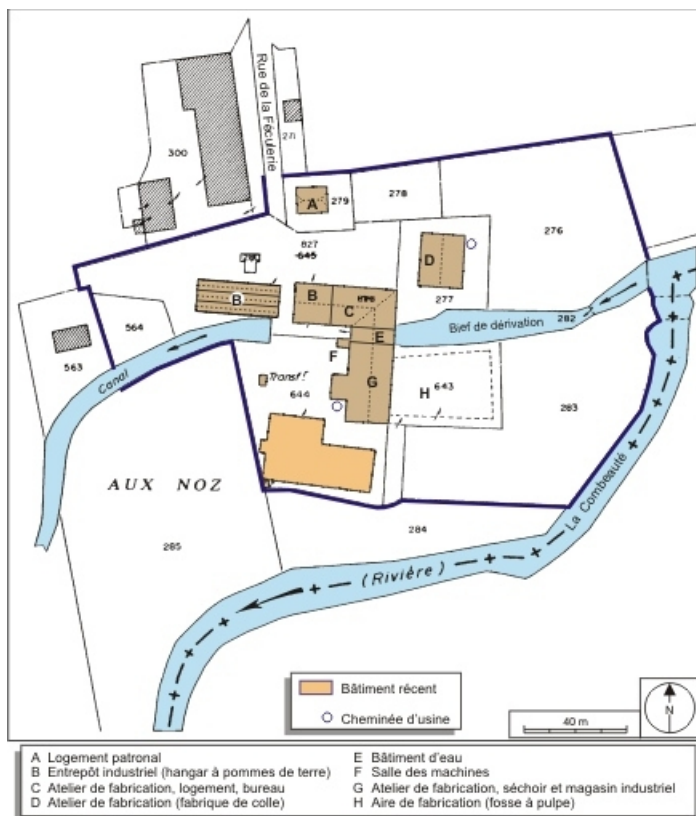 Rue de la Féculerie
300
271
A
279
278
276
827
645
B
B
C
D
277
E
Bief de dérivation
282
564
563
Canal
F
Transf!
G
H
643
644
283
AUX NOZ
285
284
La Combeauté
(Rivière)
Bâtiment récent
Cheminée d'usine
40 m
N
A Logement patronal
B Entrepôt industriel (hangar à pommes de terre)
C Atelier de fabrication, logement, bureau
D Atelier de fabrication (fabrique de colle)
E Bâtiment d'eau
F Salle des machines
G Atelier de fabrication, séchoir et magasin industriel
H Aire de fabrication (fosse à pulpe)